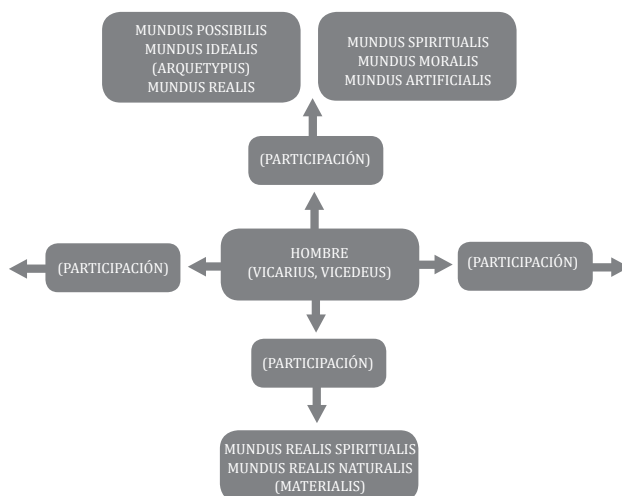 MUNDUS POSSIBILIS
MUNDUS IDEALIS
(ARQUETYPUS)
MUNDUS REALIS
MUNDUS SPIRITUALIS
MUNDUS MORALIS
MUNDUS ARTIFICIALIS
(PARTICIPACIÓN)
HOMBRE
(VICARIUS, VICEDEUS)
(PARTICIPACIÓN)
(PARTICIPACIÓN)
(PARTICIPACIÓN)
MUNDUS REALIS SPIRITUALIS
MUNDUS REALIS NATURALIS
(MATERIALIS)